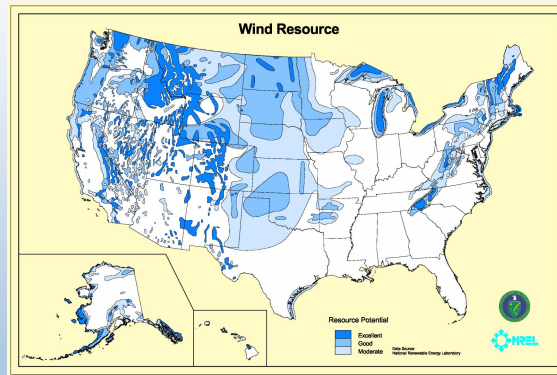 Wind Resource
Resource Potential
Excellent
Good
Moderate
Data Source:
National Renewable Energy Laboratory
NREL